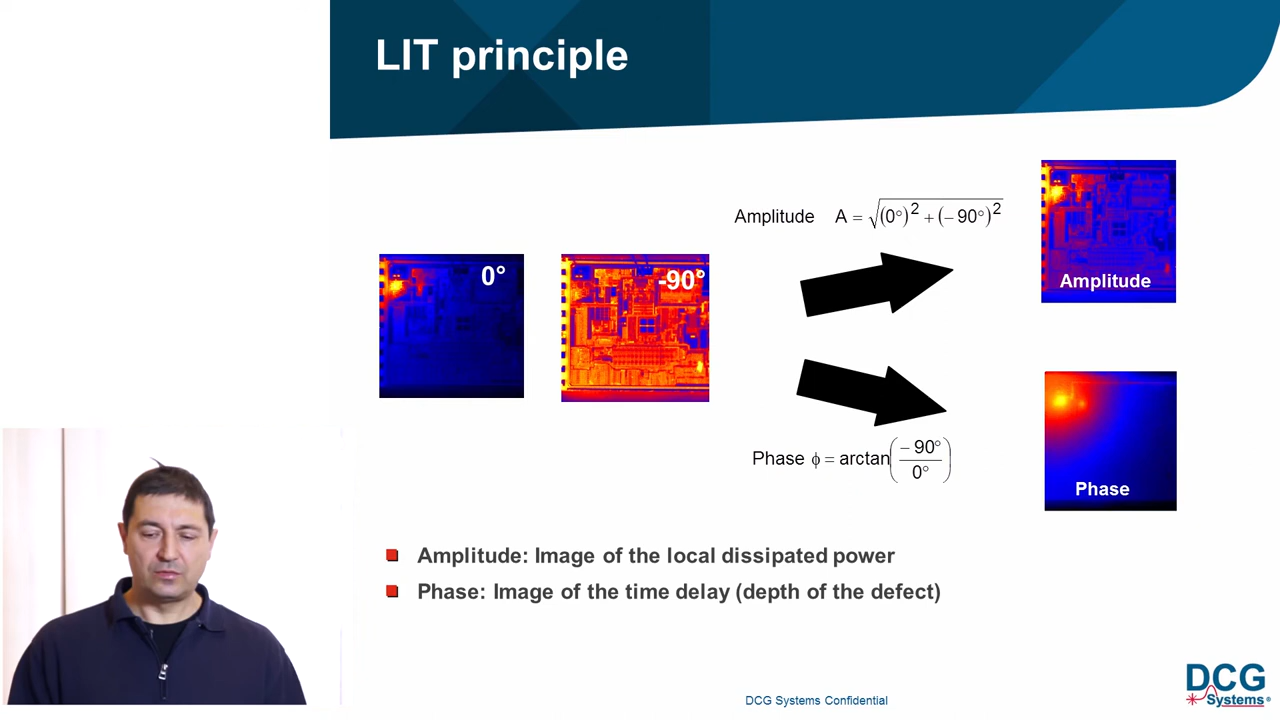 LIT principle
Amplitude A = √(0°)² + (– 90°)²
0°
-90°
Amplitude
Phase ϕ = arctan(– 90° / 0°)
Phase
Amplitude: Image of the local dissipated power
Phase: Image of the time delay (depth of the defect)
DCG Systems Confidential
DCG
Systems®